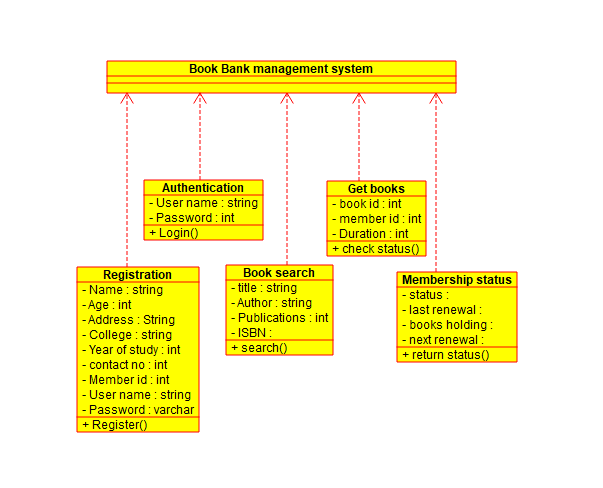 Book Bank management system
Authentication
- User name : string
- Password : int
+ Login()
Get books
- book id : int
- member id : int
- Duration : int
+ check status()
Registration
- Name : string
- Age : int
- Address : String
- College : string
- Year of study : int
- contact no : int
- Member id : int
- User name : string
- Password : varchar
+ Register()
Book search
- title : string
- Author : string
- Publications : int
- ISBN :
+ search()
Membership status
- status :
- last renewal :
- books holding :
- next renewal :
+ return status()